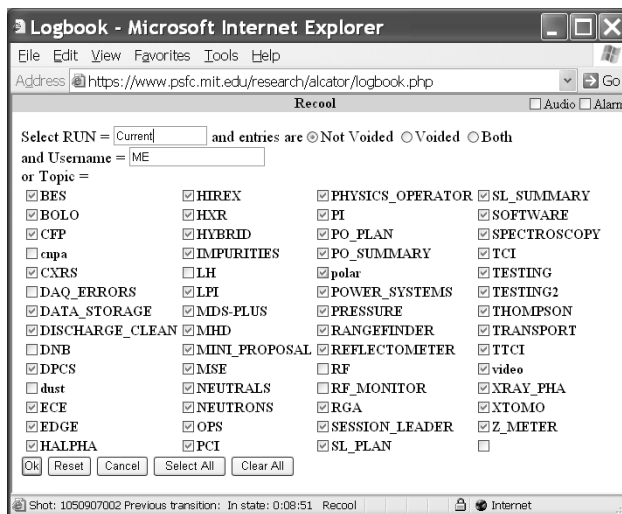 Logbook - Microsoft Internet Explorer
File Edit View Favorites Tools Help
Address https://www.psfc.mit.edu/research/alcator/logbook.php Go
Recool Audio Alarm
Select RUN = Current and entries are Not Voided Voided Both
and Username = ME
or Topic =
BES HIREX PHYSICS_OPERATOR SL_SUMMARY
BOLO HXR PI SOFTWARE
CFP HYBRID PO_PLAN SPECTROSCOPY
cnpa IMPURITIES PO_SUMMARY TCI
CXRS LH polar TESTING
DAQ_ERRORS LPI POWER_SYSTEMS TESTING2
DATA_STORAGE MDS-PLUS PRESSURE THOMPSON
DISCHARGE_CLEAN MHD RANGEFINDER TRANSPORT
DNB MINI_PROPOSAL REFLECTOMETER TTCI
DPCS MSE RF video
dust NEUTRALS RF_MONITOR XRAY_PHA
ECE NEUTRONS RGA XTOMO
EDGE OPS SESSION_LEADER Z_METER
HALPHA PCI SL_PLAN
Ok Reset Cancel Select All Clear All
Shot: 1050907002 Previous transition: In state: 0:08:51 Recool Internet